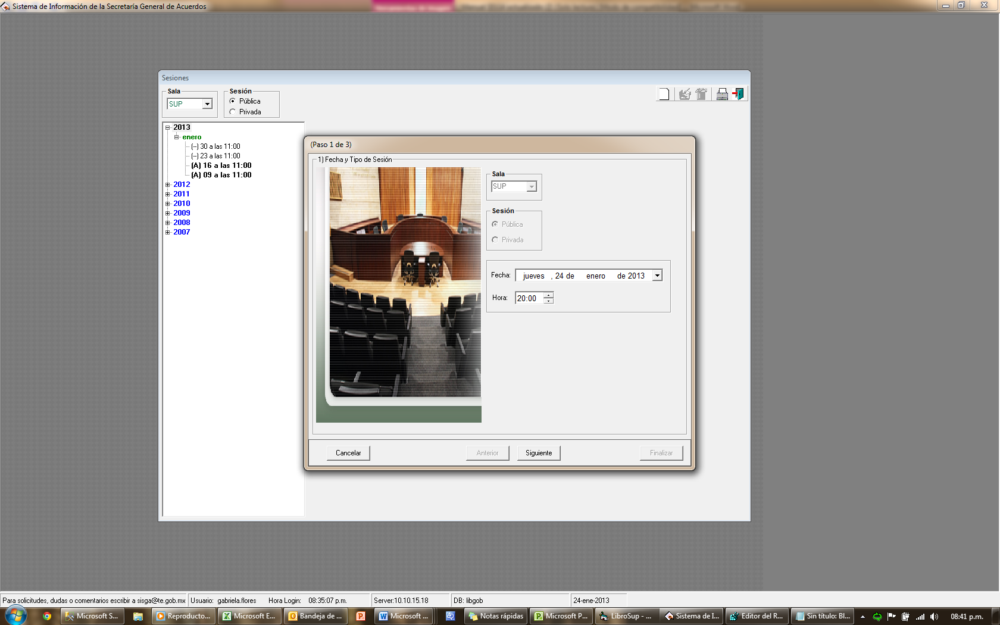 Sistema de Información de la Secretaría General de Acuerdos
Sesiones
Sala
SUP
Sesión
Pública
Privada
2013
enero
(--) 30 a las 11:00
(--) 23 a las 11:00
(A) 16 a las 11:00
(A) 09 a las 11:00
2012
2011
2010
2009
2008
2007
(Paso 1 de 3)
1) Fecha y Tipo de Sesión
Sala
SUP
Sesión
Pública
Privada
Fecha: jueves , 24 de enero de 2013
Hora: 20:00
Cancelar
Anterior
Siguiente
Finalizar
Para solicitudes, dudas o comentarios escribir a sisga@te.gob.mx
Usuario: gabriela.flores
Hora Login: 08:35:07 p.m.
Server:10.10.15.18
DB: libgob
24-ene-2013
Microsoft S...
Reproducto...
Microsoft E...
Bandeja de ...
Microsoft ...
Notas rápidas
Microsoft P...
LibroSup - ...
Sistema de I...
Editor del R...
Sin título: Bl...
08:41 p.m.